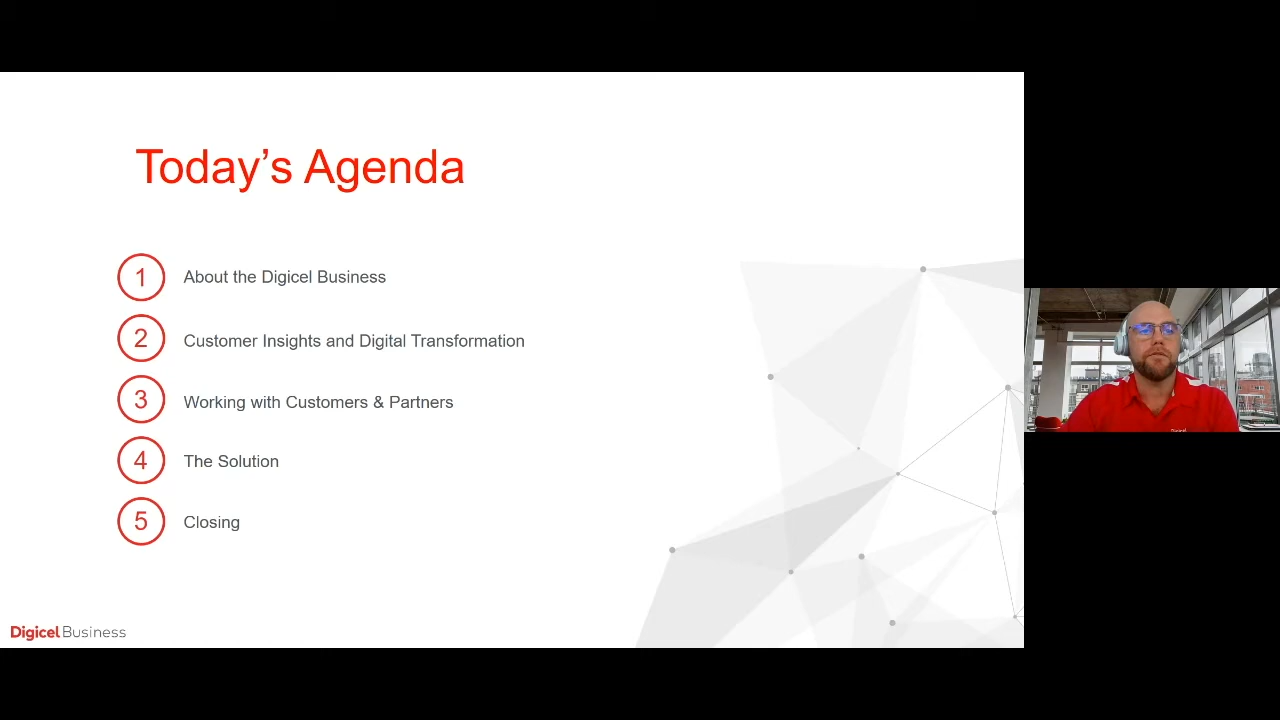 Today’s Agenda
1 About the Digicel Business
2 Customer Insights and Digital Transformation
3 Working with Customers & Partners
4 The Solution
5 Closing
Digicel Business
Digicel